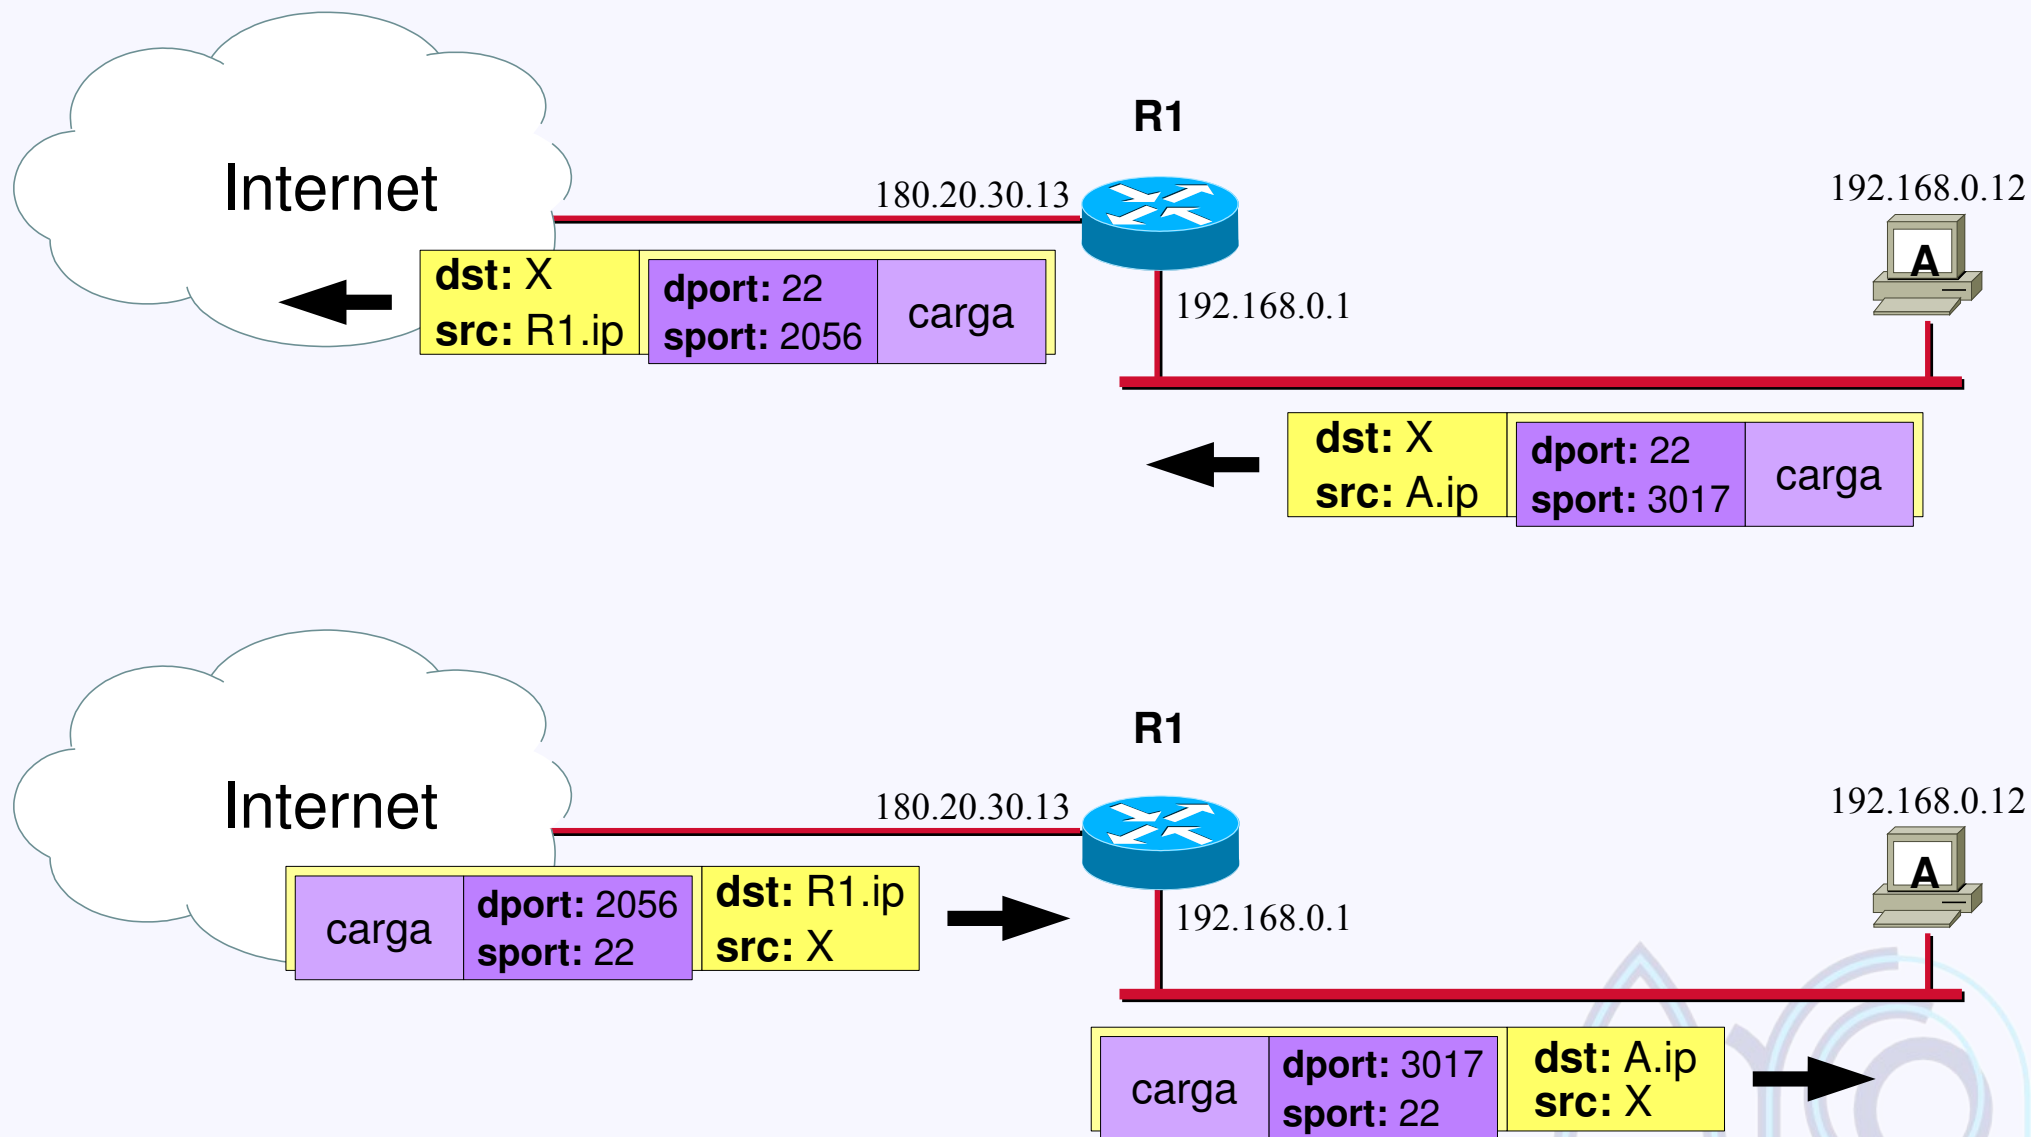 R1
Internet
180.20.30.13
192.168.0.12
A
dst: X
src: R1.ip
dport: 22
sport: 2056
carga
192.168.0.1
dst: X
src: A.ip
dport: 22
sport: 3017
carga
R1
Internet
180.20.30.13
192.168.0.12
A
carga
dport: 2056
sport: 22
dst: R1.ip
src: X
192.168.0.1
carga
dport: 3017
sport: 22
dst: A.ip
src: X